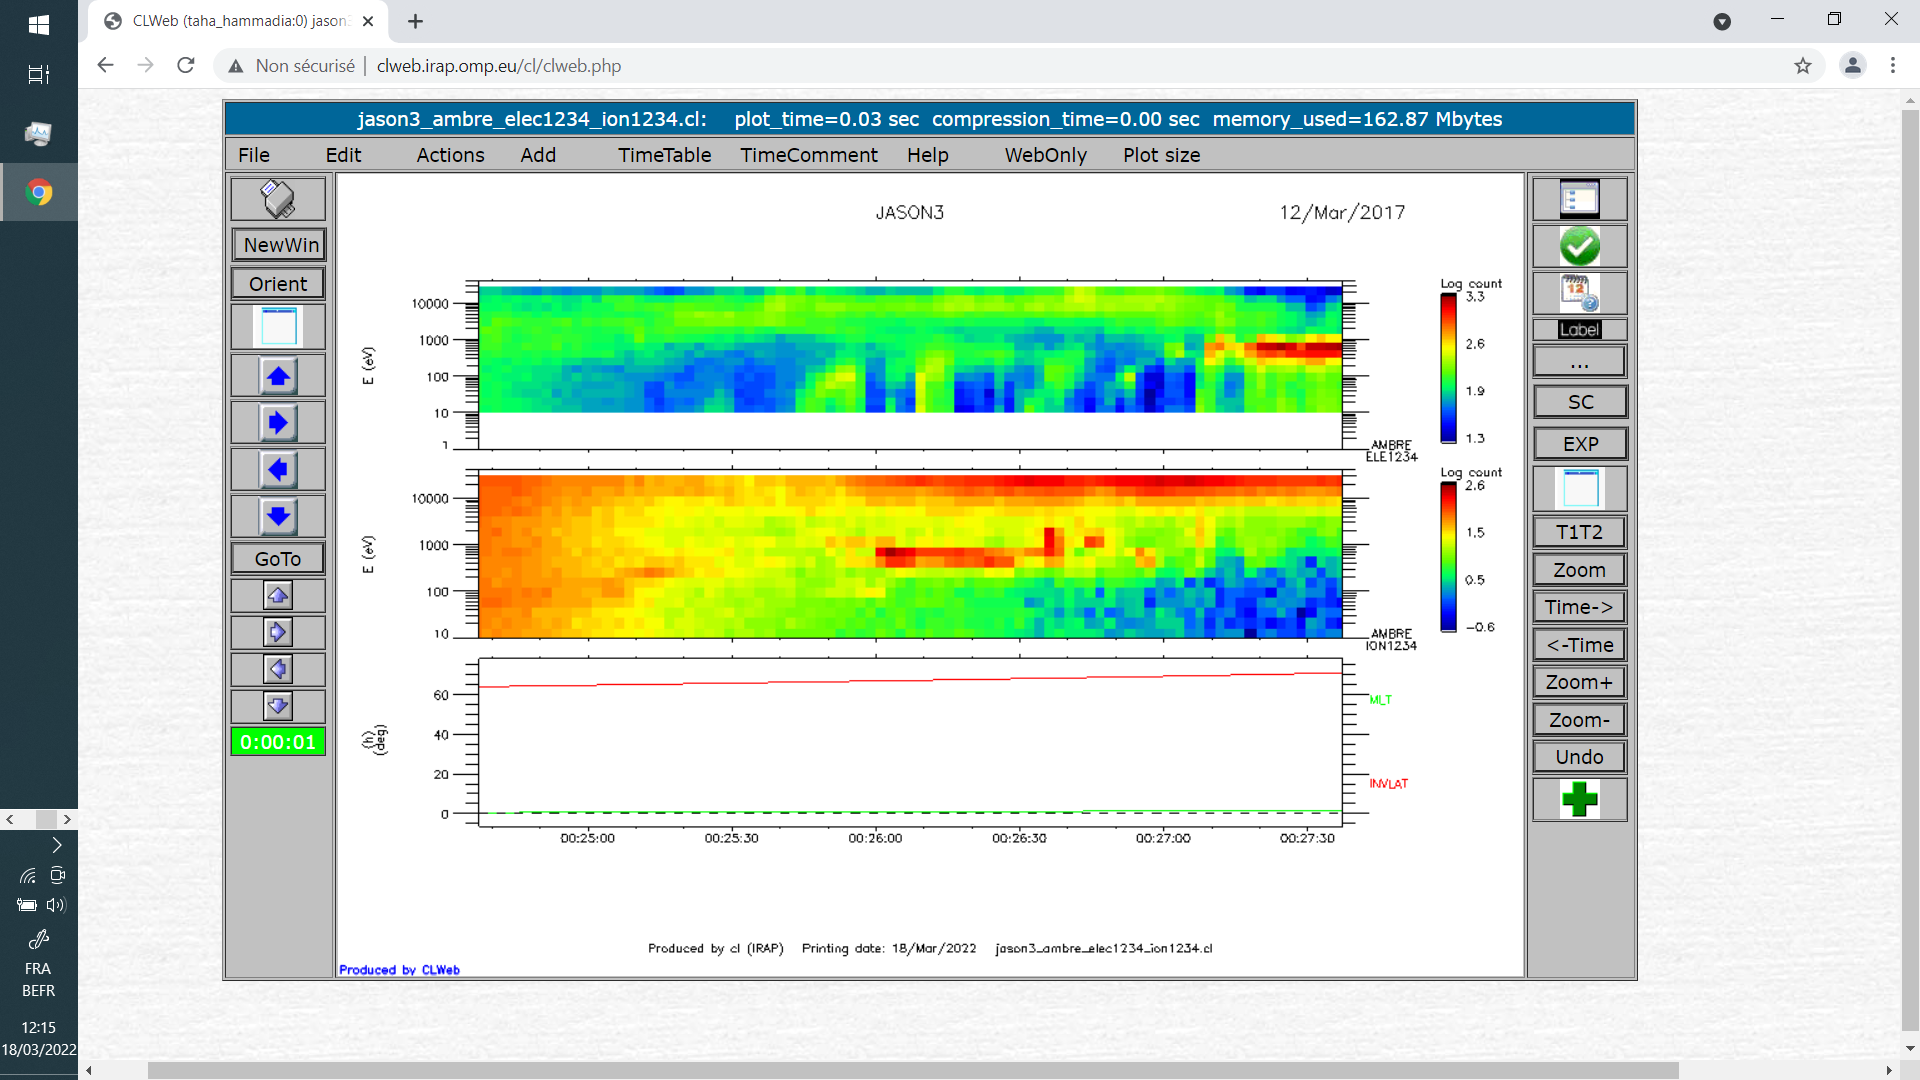 CLWeb (taha_hammadia:0) jason3
Non sécurisé | clweb.irap.omp.eu/cl/clweb.php
jason3_ambre_elec1234_ion1234.cl: plot_time=0.03 sec compression_time=0.00 sec memory_used=162.87 Mbytes
File Edit Actions Add TimeTable TimeComment Help WebOnly Plot size
NewWin
Orient
GoTo
0:00:01
JASON3
12/Mar/2017
10000
1000
100
10
1
E (eV)
Log count
3.3
2.6
1.9
1.3
AMBRE
ELE1234
10000
1000
100
10
E (eV)
Log count
2.6
1.5
0.5
−0.6
AMBRE
ION1234
60
40
20
0
(h)
(deg)
MLT
INVLAT
00:25:00 00:25:30 00:26:00 00:26:30 00:27:00 00:27:30
Produced by cl (IRAP) Printing date: 18/Mar/2022 jason3_ambre_elec1234_ion1234.cl
Produced by CLWeb
12
Label
...
SC
EXP
T1T2
Zoom
Time->
<-Time
Zoom+
Zoom-
Undo
FRA
BEFR
12:15
18/03/2022